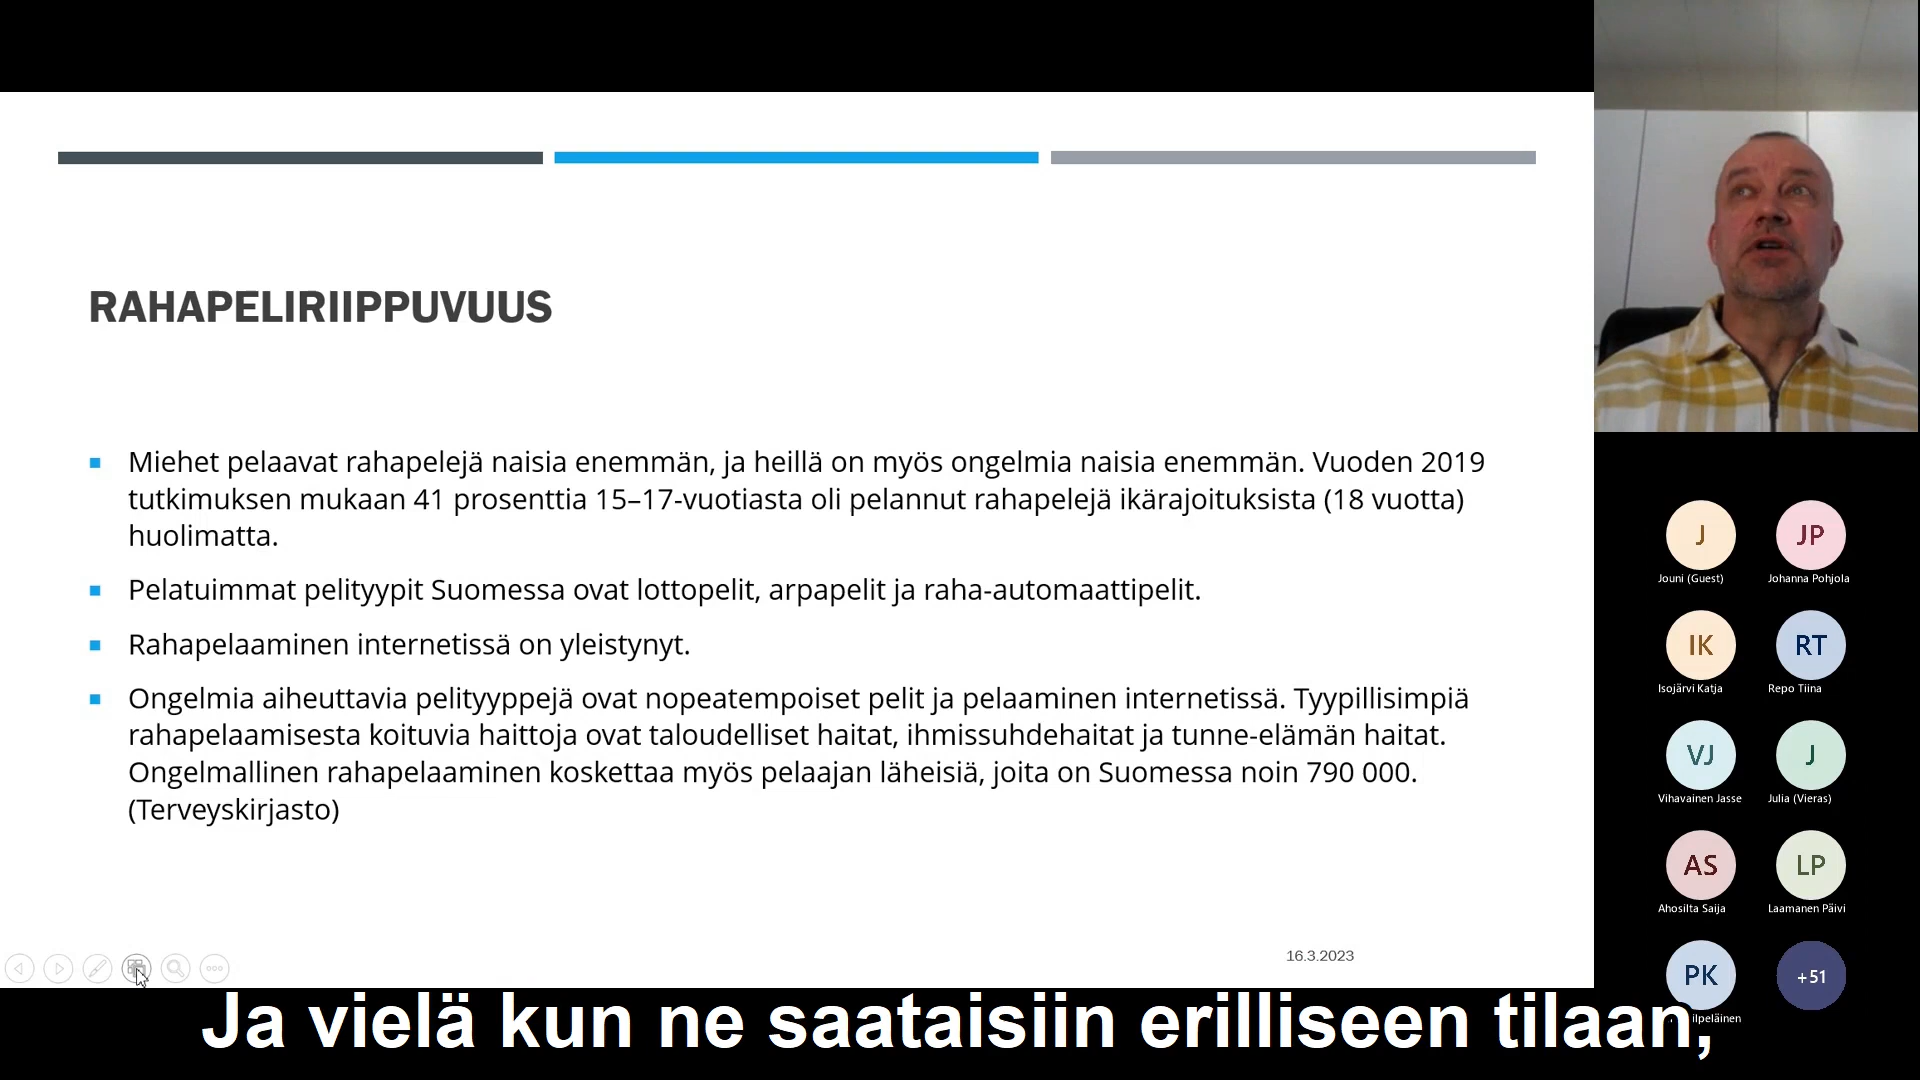 RAHAPELIRIIPPUVUUS
Miehet pelaavat rahapelejä naisia enemmän, ja heillä on myös ongelmia naisia enemmän. Vuoden 2019
tutkimuksen mukaan 41 prosenttia 15–17-vuotiasta oli pelannut rahapelejä ikärajoituksista (18 vuotta)
huolimatta.
Pelatuimmat pelityypit Suomessa ovat lottopelit, arpapelit ja raha-automaattipelit.
Rahapelaaminen internetissä on yleistynyt.
Ongelmia aiheuttavia pelityyppejä ovat nopeatempoiset pelit ja pelaaminen internetissä. Tyypillisimpiä
rahapelaamisesta koituvia haittoja ovat taloudelliset haitat, ihmissuhdehaitat ja tunne-elämän haitat.
Ongelmallinen rahapelaaminen koskettaa myös pelaajan läheisiä, joita on Suomessa noin 790 000.
(Terveyskirjasto)
16.3.2023
J JP
Jouni (Guest) Johanna Pohjola
IK RT
Isojärvi Katja Repo Tiina
VJ J
Vihavainen Jasse Julia (Vieras)
AS LP
Ahosilta Saija Laamanen Päivi
PK +51
Ja vielä kun ne saataisiin erilliseen tilaan,